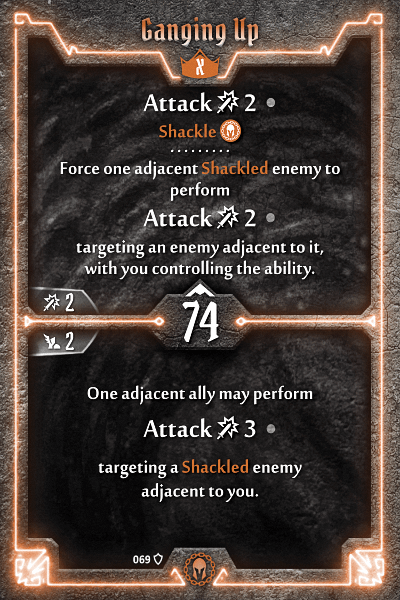 Ganging Up
X
Attack 2
Shackle
Force one adjacent Shackled enemy to
perform
Attack 2
targeting an enemy adjacent to it,
with you controlling the ability.
2
74
2
One adjacent ally may perform
Attack 3
targeting a Shackled enemy
adjacent to you.
069